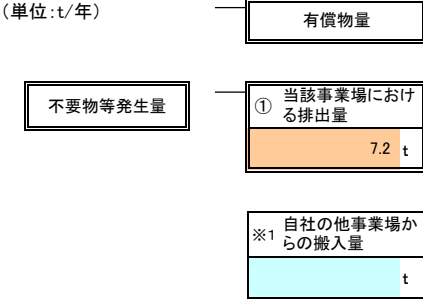 （単位：t/年）
有償物量
不要物等発生量
① 当該事業場におけ
る排出量
7.2 t
※1 自社の他事業場か
らの搬入量
t